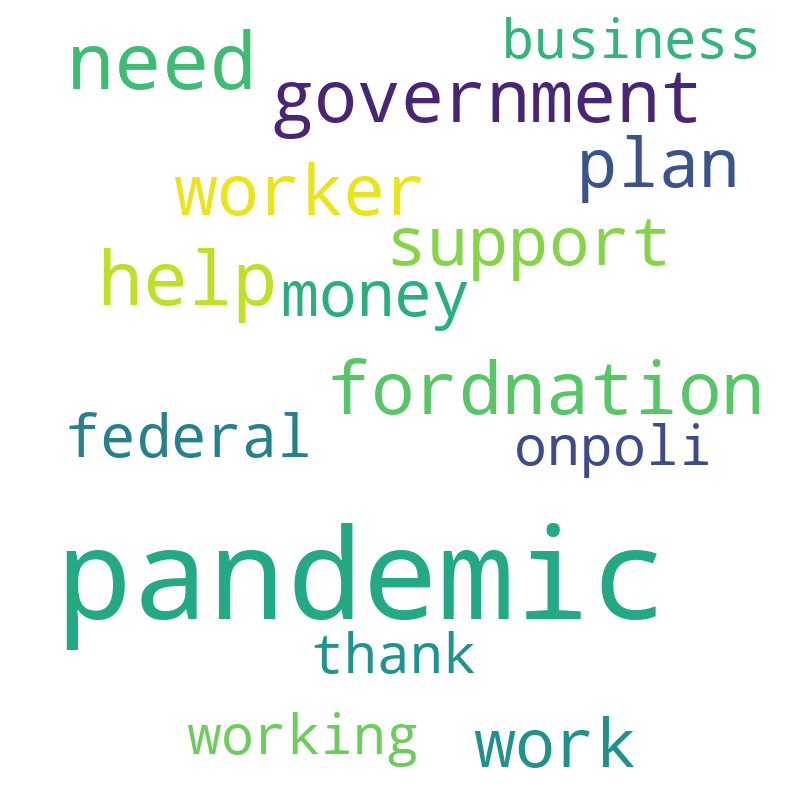 business
need
government
plan
worker
support
help
money
fordnation
federal
onpoli
pandemic
thank
working
work